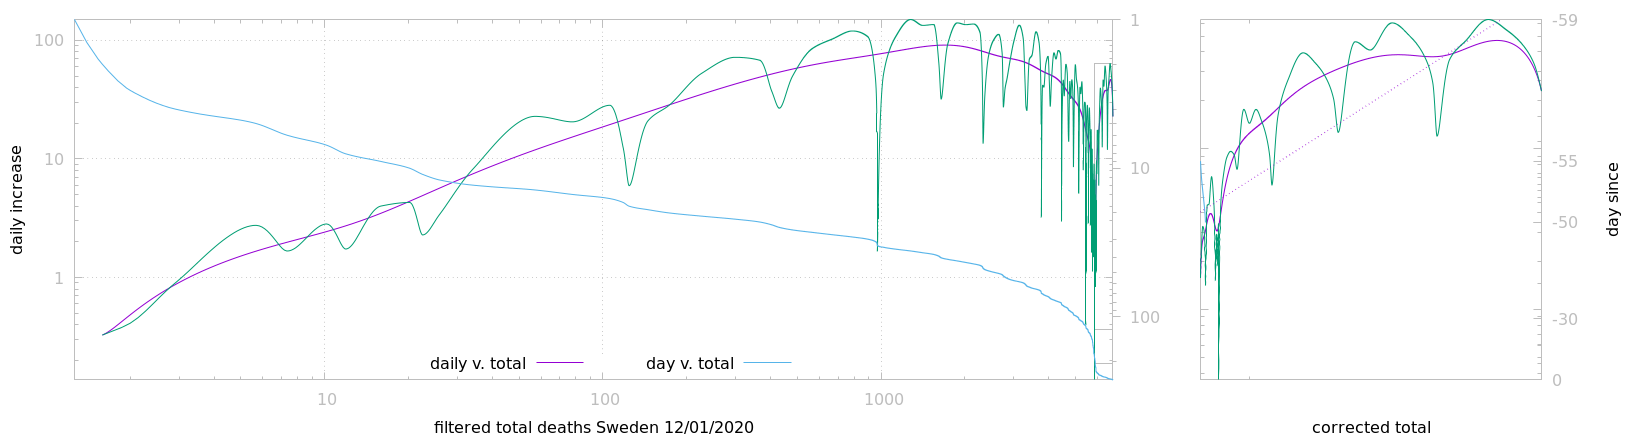 100
10
1
daily increase
daily v. total
day v. total
10
100
1000
filtered total deaths Sweden 12/01/2020
1
10
100
-59
-55
-50
-30
0
day since
corrected total